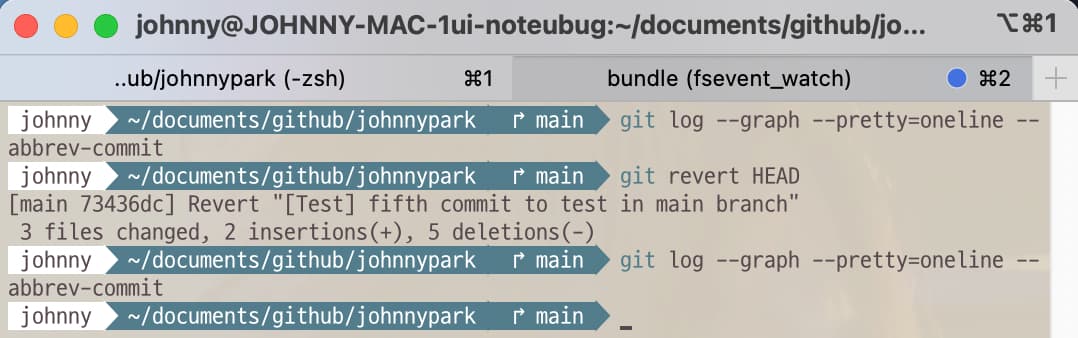 johnny@JOHNNY-MAC-1ui-noteubug:~/documents/github/jo... ⌥⌘1
..ub/johnnypark (-zsh) ⌘1 bundle (fsevent_watch) ⌘2 +
johnny ~/documents/github/johnnypark ↱ main git log --graph --pretty=oneline --
abbrev-commit
johnny ~/documents/github/johnnypark ↱ main git revert HEAD
[main 73436dc] Revert "[Test] fifth commit to test in main branch"
3 files changed, 2 insertions(+), 5 deletions(-)
johnny ~/documents/github/johnnypark ↱ main git log --graph --pretty=oneline --
abbrev-commit
johnny ~/documents/github/johnnypark ↱ main